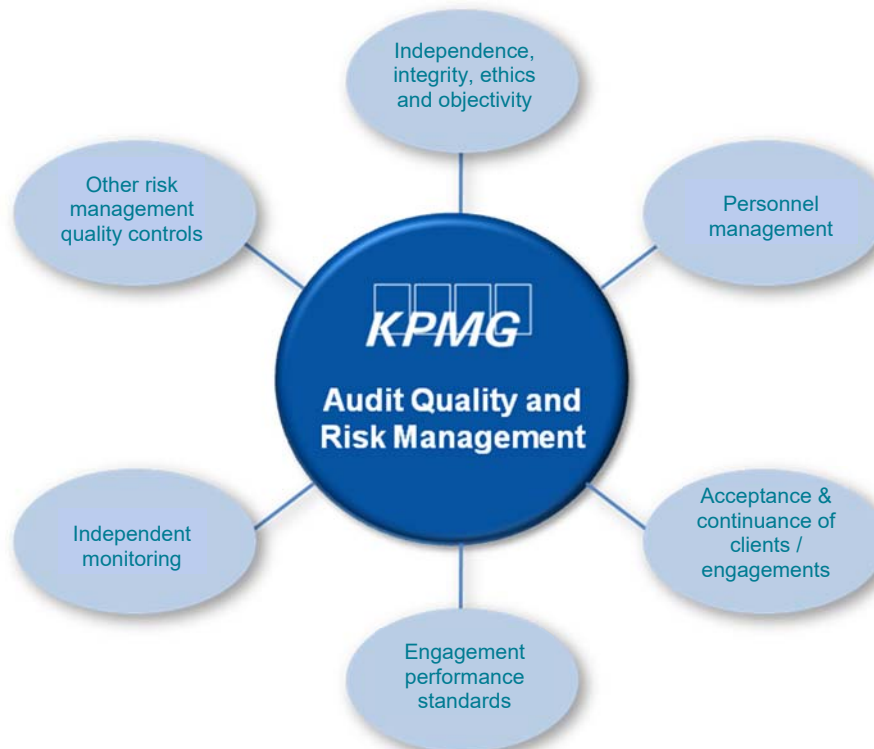 Independence,
integrity, ethics
and objectivity
Other risk
management
quality controls
Personnel
management
KPMG
Audit Quality and
Risk Management
Independent
monitoring
Acceptance &
continuance of
clients /
engagements
Engagement
performance
standards